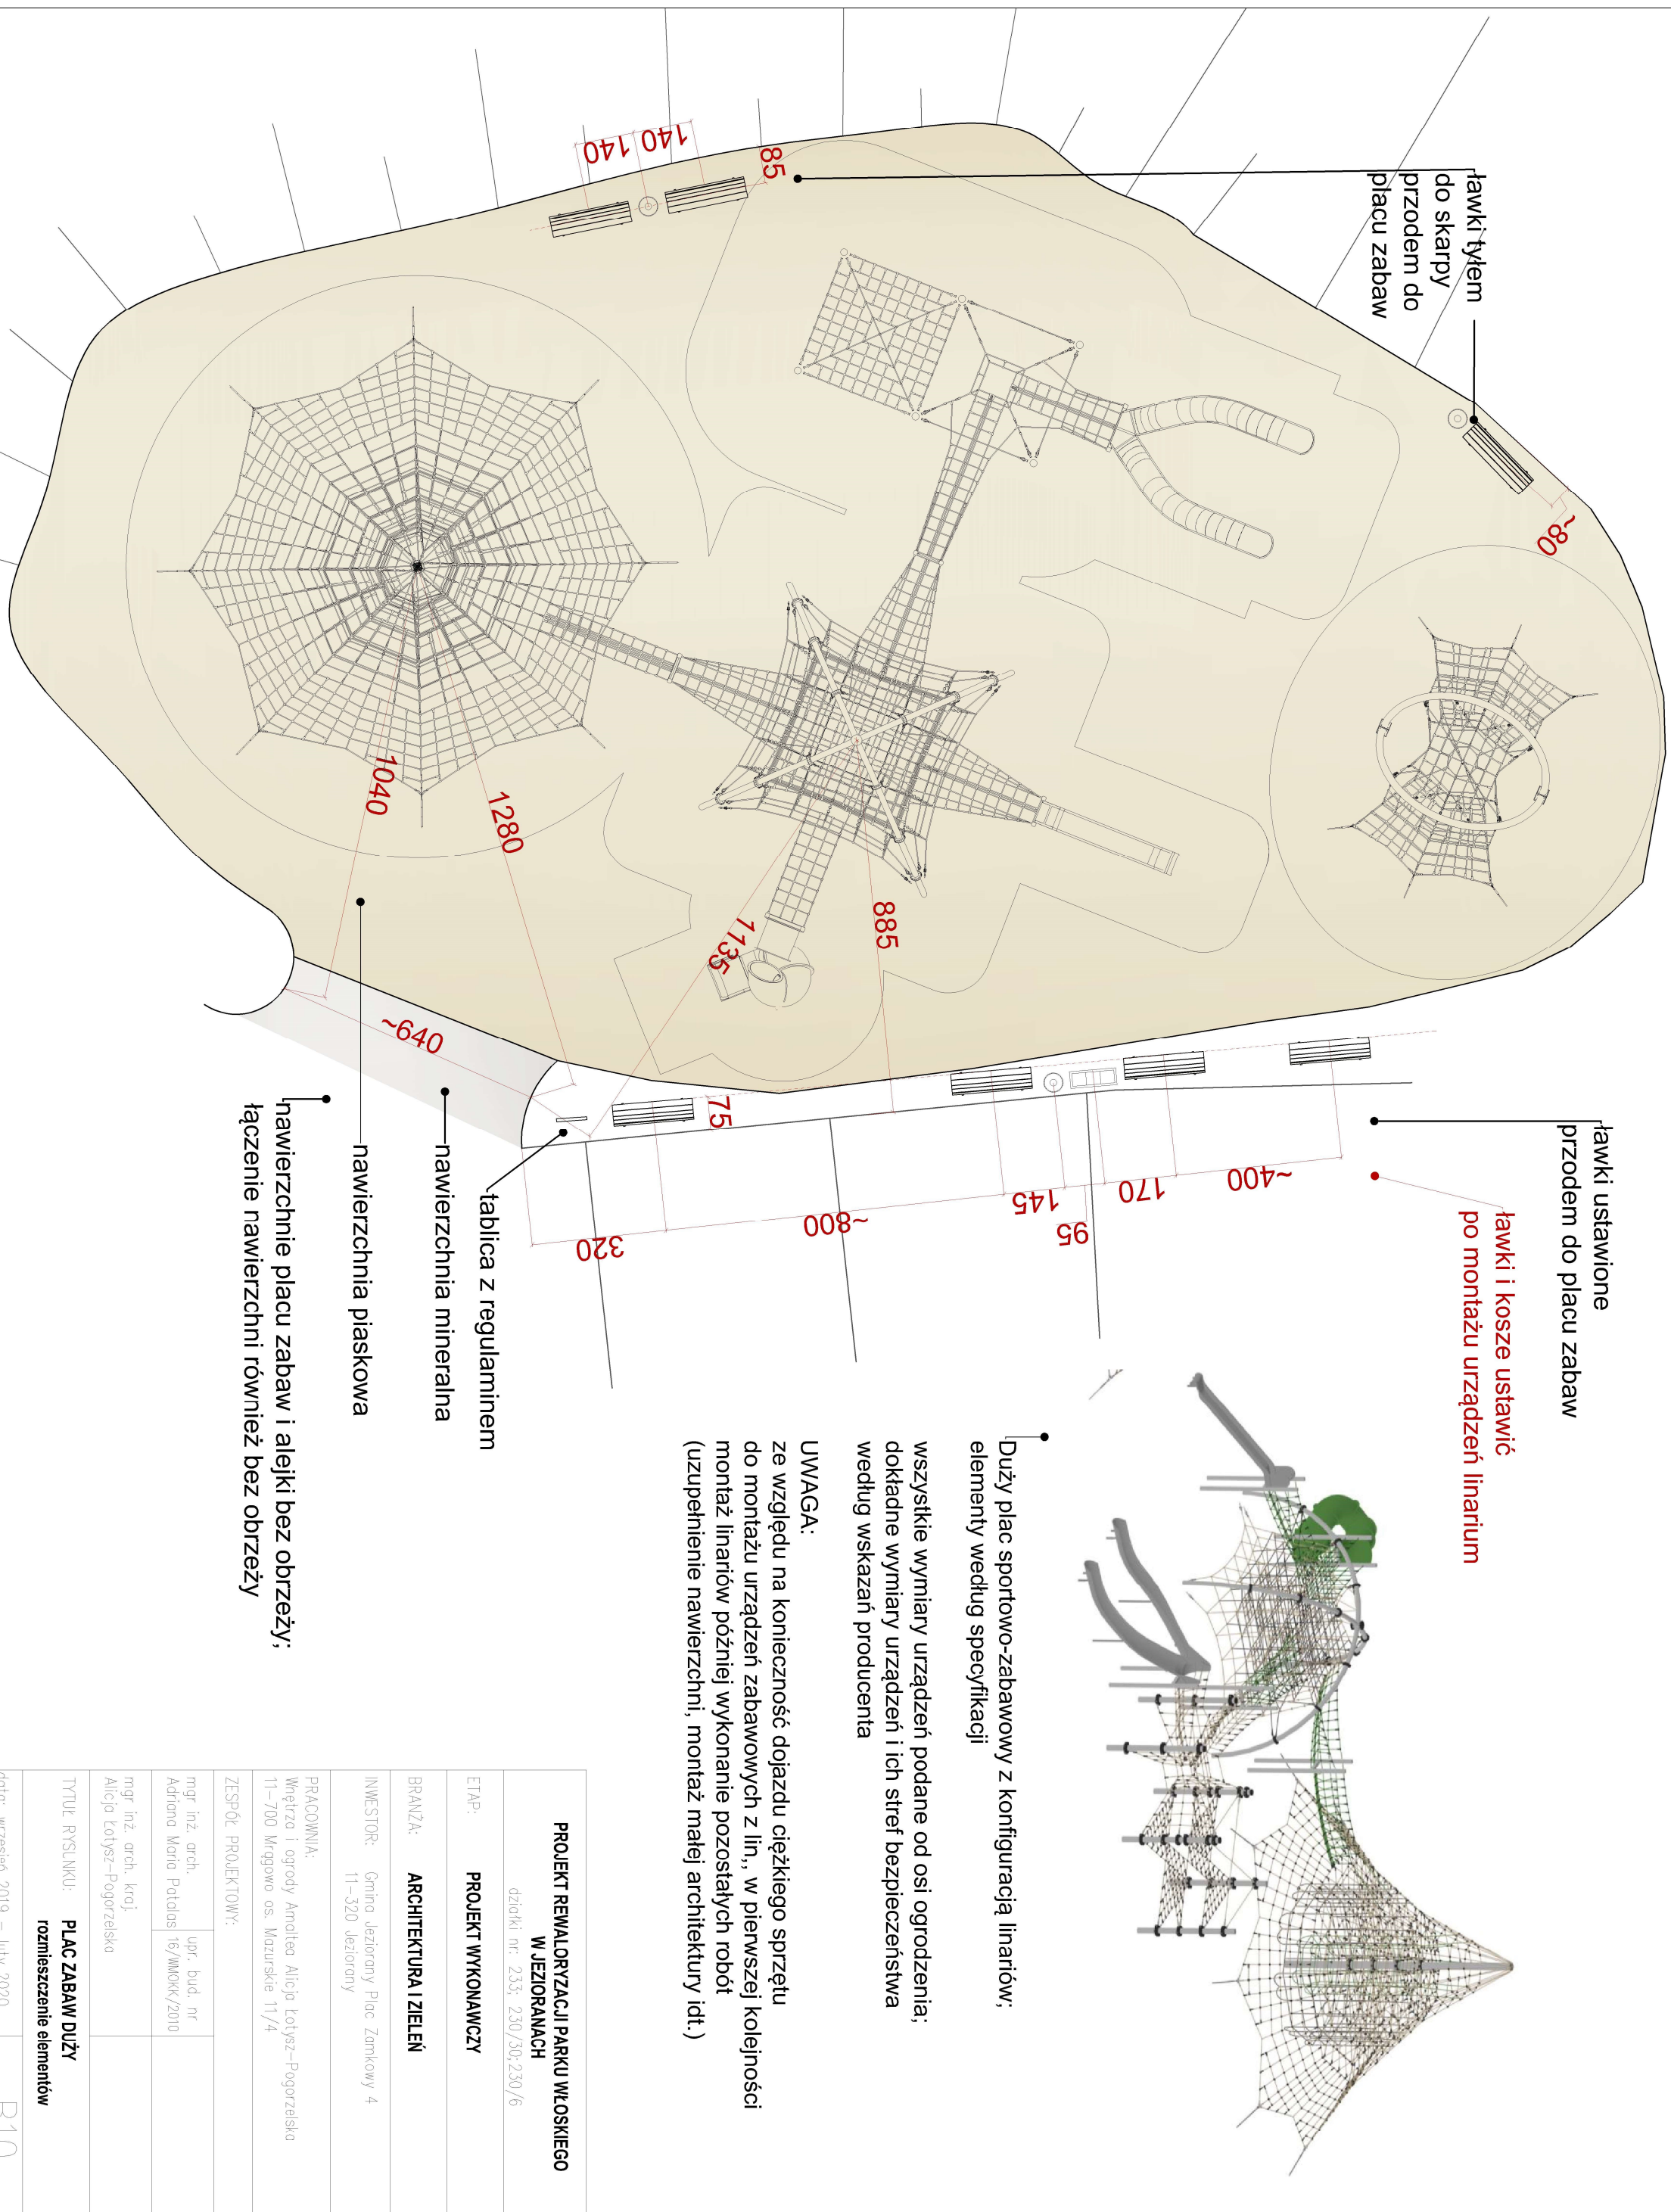 ławki tyłem
do skarpy
przodem do
placu zabaw
85
140
140
~80
1040
1280
1135
885
~640
75
320
~800
145
95
170
~400
ławki ustawione
przodem do placu zabaw
ławki i kosze ustawić
po montażu urządzeń linarium
tablica z regulaminem
nawierzchnia mineralna
nawierzchnia piaskowa
nawierzchnie placu zabaw i alejki bez obrzeży;
łączenie nawierzchni również bez obrzeży
Duży plac sportowo-zabawowy z konfiguracją linariów;
elementy według specyfikacji
wszystkie wymiary urządzeń podane od osi ogrodzenia;
dokładne wymiary urządzeń i ich stref bezpieczeństwa
według wskazań producenta
UWAGA:
ze względu na konieczność dojazdu ciężkiego sprzętu
do montażu urządzeń zabawowych z lin,, w pierwszej kolejności
montaż linariów później wykonanie pozostałych robót
(uzupełnienie nawierzchni, montaż małej architektury idt.)
PROJEKT REWALORYZACJI PARKU WŁOSKIEGO
W JEZIORANACH
działki nr: 233; 230/30;230/6
ETAP: PROJEKT WYKONAWCZY
BRANŻA: ARCHITEKTURA I ZIELEŃ
INWESTOR: Gmina Jeziorany Plac Zamkowy 4
11-320 Jeziorany
PRACOWNIA:
Wnętrza i ogrody Amaltea Alicja Łotysz-Pogorzelska
11-700 Mrągowo os. Mazurskie 11/4
ZESPÓŁ PROJEKTOWY:
mgr inż. arch. upr. bud. nr
Adriana Maria Patalas 16/WMOKK/2010
mgr inż. arch. kraj.
Alicja Łotysz-Pogorzelska
TYTUŁ RYSUNKU: PLAC ZABAW DUŻY
rozmieszczenie elementów
data: wrzesień 2019 - luty 2020 R10